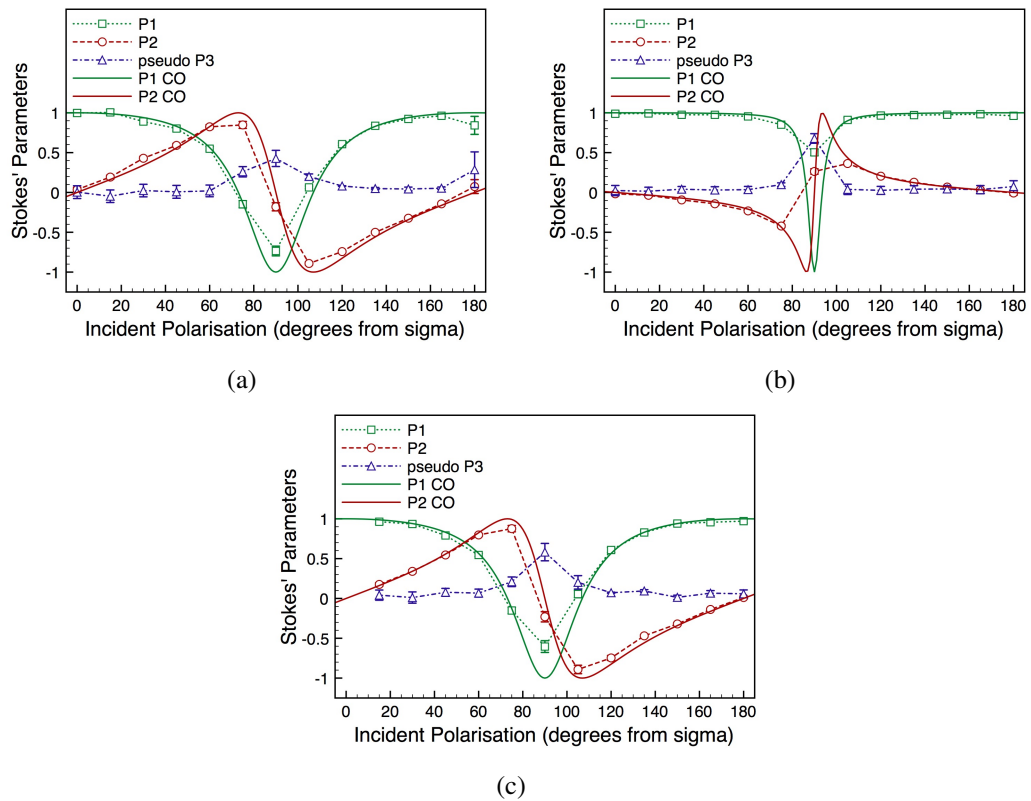 P1
P2
pseudo P3
P1 CO
P2 CO
1
0.5
0
-0.5
-1
Stokes' Parameters
0 20 40 60 80 100 120 140 160 180
Incident Polarisation (degrees from sigma)
(a)
P1
P2
pseudo P3
P1 CO
P2 CO
1
0.5
0
-0.5
-1
Stokes' Parameters
0 20 40 60 80 100 120 140 160 180
Incident Polarisation (degrees from sigma)
(b)
P1
P2
pseudo P3
P1 CO
P2 CO
1
0.5
0
-0.5
-1
Stokes' Parameters
0 20 40 60 80 100 120 140 160 180
Incident Polarisation (degrees from sigma)
(c)